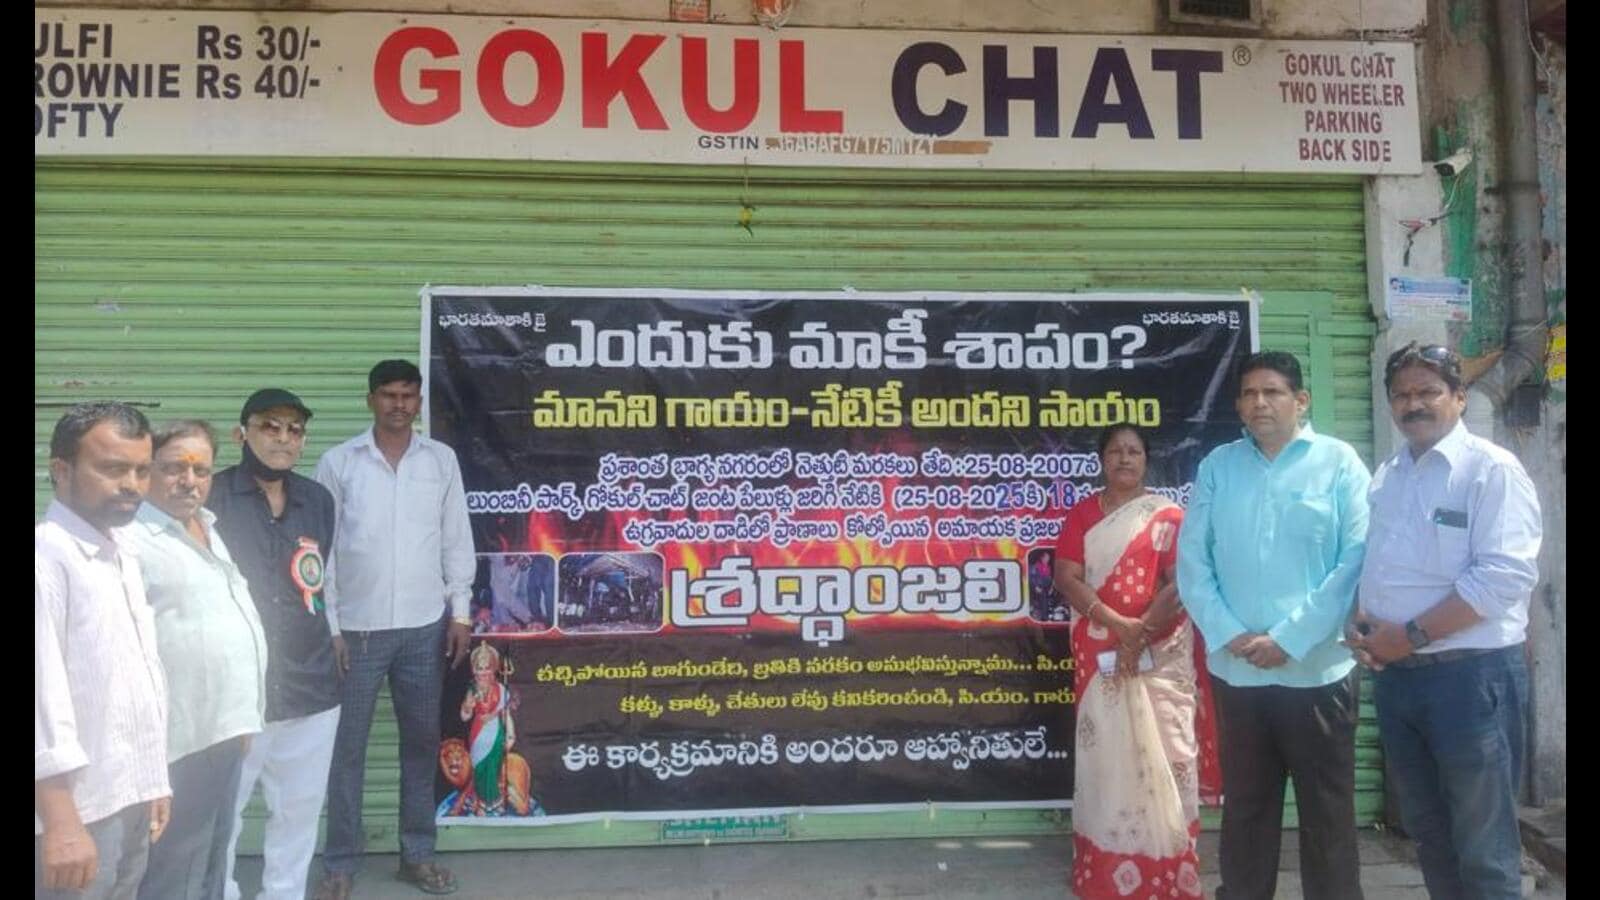 ULFI Rs 30/-
ROWNIE Rs 40/-
OFTY
GOKUL CHAT ®
GSTIN :
GOKUL CHAT
TWO WHEELER
PARKING
BACK SIDE
భారతమాతాకి జై
భారతమాతాకి జై
ఎందుకు మాకీ శాపం?
మానని గాయం-నేటికీ అందని సాయం
ప్రశాంత భాగ్యనగరంలో నెత్తుటి మరకలు తేది:25-08-2007న
లుంబినీ పార్క్ గోకుల్ చాట్ జంట పేలుళ్లు జరిగి నేటికి (25-08-2025కి) 18
ఉగ్రవాదుల దాడిలో ప్రాణాలు కోల్పోయిన అమాయక
శ్రద్ధాంజలి
చచ్చిపోయిన బాగుండేది, బ్రతికి నరకం అనుభవిస్తున్నాము... సి.య
కళ్ళు, కాళ్ళు, చేతులు లేవు కనికరించండి, సి.యం. గారు
ఈ కార్యక్రమానికి అందరూ ఆహ్వానితులే...